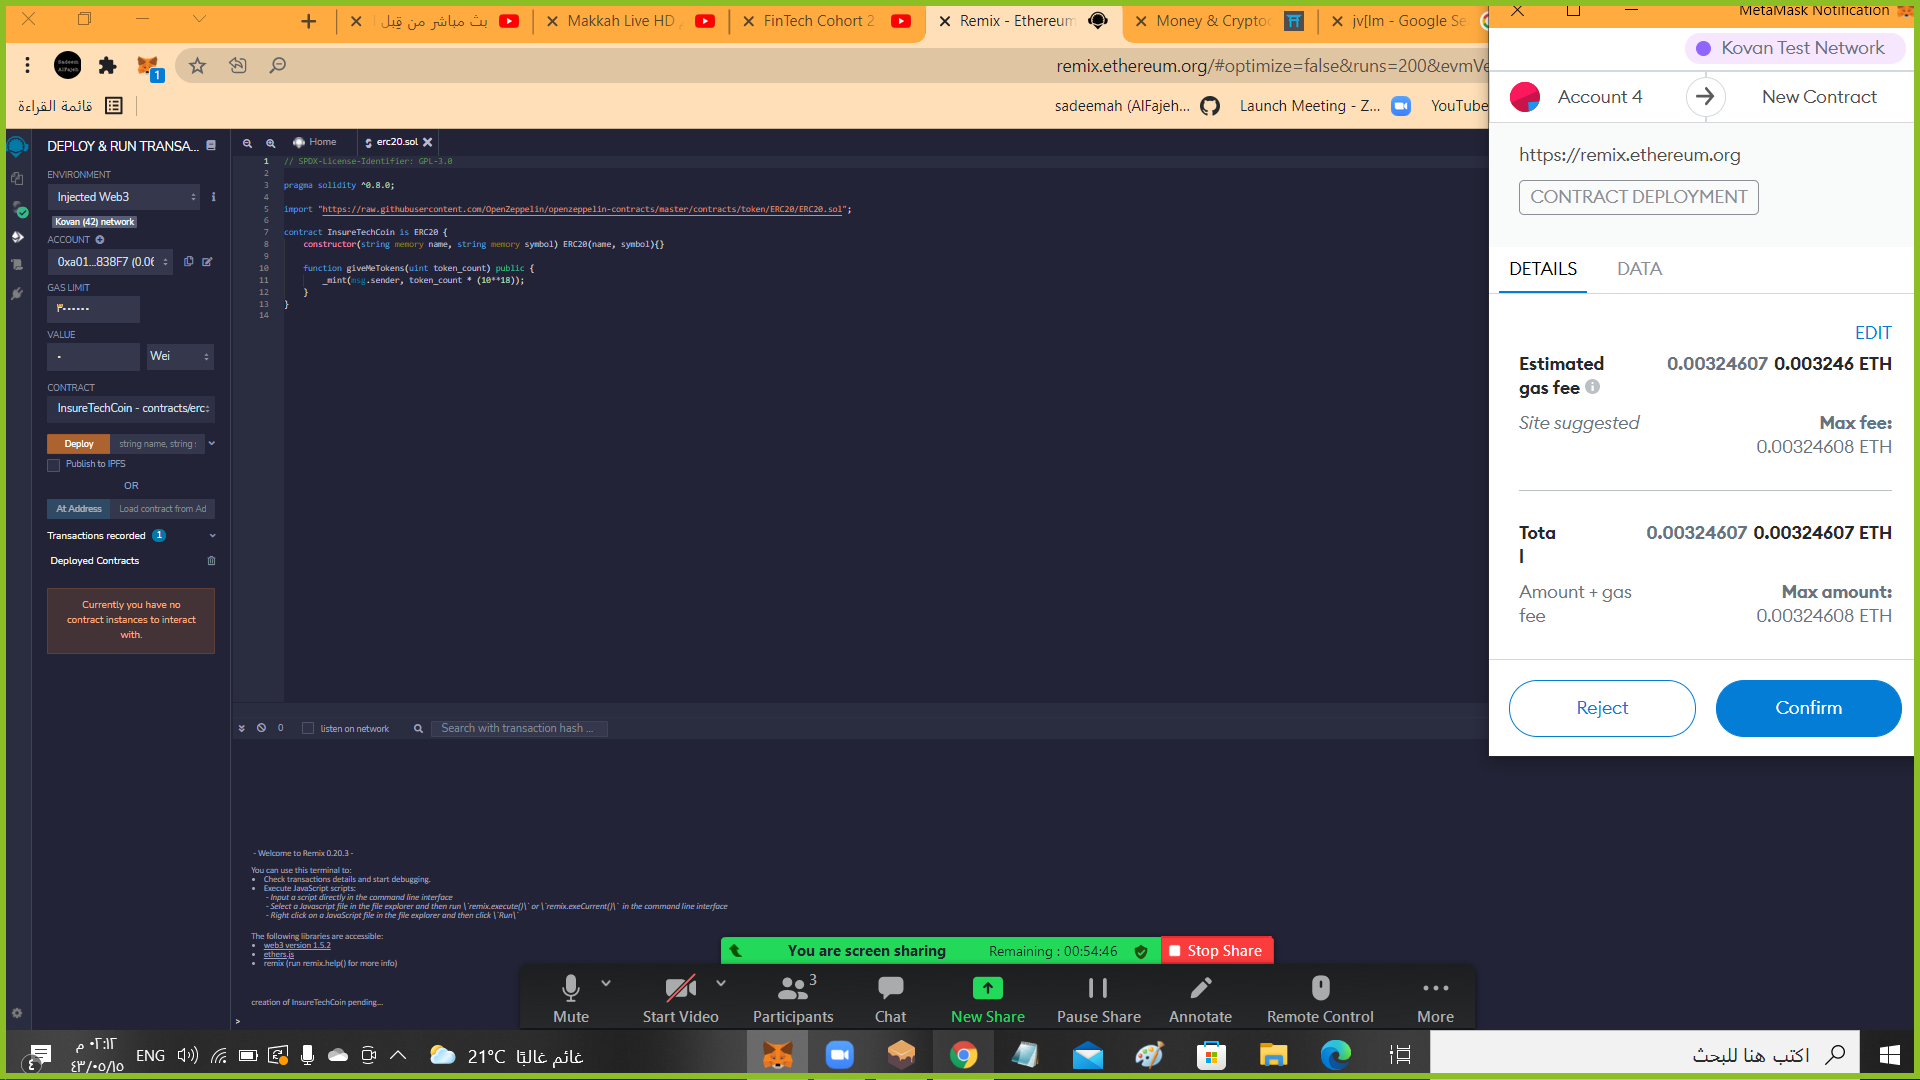 بث مباشر من قِبل
Makkah Live HD
FinTech Cohort 2
Remix - Ethereum
Money & Crypto
jv[lm - Google Se
MetaMask Notification
1
remix.ethereum.org/#optimize=false&runs=200&evmVe
قائمة القراءة
sadeemah (AlFajeh...
Launch Meeting - Z...
YouTube
DEPLOY & RUN TRANSA...
ENVIRONMENT
Injected Web3
Kovan (42) network
ACCOUNT
0xa01...838F7 (0.06
GAS LIMIT
٣٠٠٠٠٠٠
VALUE
٠
Wei
CONTRACT
InsureTechCoin - contracts/erc
Deploy
string name, string
Publish to IPFS
OR
At Address
Load contract from Ad
Transactions recorded 1
Deployed Contracts
Currently you have no
contract instances to interact
with.
Home
erc20.sol
1 // SPDX-License-Identifier: GPL-3.0
2
3 pragma solidity ^0.8.0;
4
5 import "https://raw.githubusercontent.com/OpenZeppelin/openzeppelin-contracts/master/contracts/token/ERC20/ERC20.sol";
6
7 contract InsureTechCoin is ERC20 {
8 constructor(string memory name, string memory symbol) ERC20(name, symbol){}
9
10 function giveMeTokens(uint token_count) public {
11 _mint(msg.sender, token_count * (10**18));
12 }
13 }
14
0
listen on network
Search with transaction hash ...
- Welcome to Remix 0.20.3 -
You can use this terminal to:
• Check transactions details and start debugging.
• Execute JavaScript scripts:
- Input a script directly in the command line interface
- Select a Javascript file in the file explorer and then run \`remix.execute()\` or \`remix.exeCurrent()\` in the command line interface
- Right click on a JavaScript file in the file explorer and then click \`Run\`
The following libraries are accessible:
• web3 version 1.5.2
• ethers.js
• remix (run remix.help() for more info)
creation of InsureTechCoin pending...
>
Kovan Test Network
Account 4
New Contract
https://remix.ethereum.org
CONTRACT DEPLOYMENT
DETAILS
DATA
EDIT
Estimated
gas fee
0.00324607 0.003246 ETH
Site suggested
Max fee:
0.00324608 ETH
Tota
l
0.00324607 0.00324607 ETH
Amount + gas
fee
Max amount:
0.00324608 ETH
Reject
Confirm
You are screen sharing
Remaining : 00:54:46
Stop Share
Mute
Start Video
3
Participants
Chat
New Share
Pause Share
Annotate
Remote Control
More
٤
٠٢:١٢ م
٤٣/٠٥/١٥
ENG
21°C غائم غالبًا
اكتب هنا للبحث